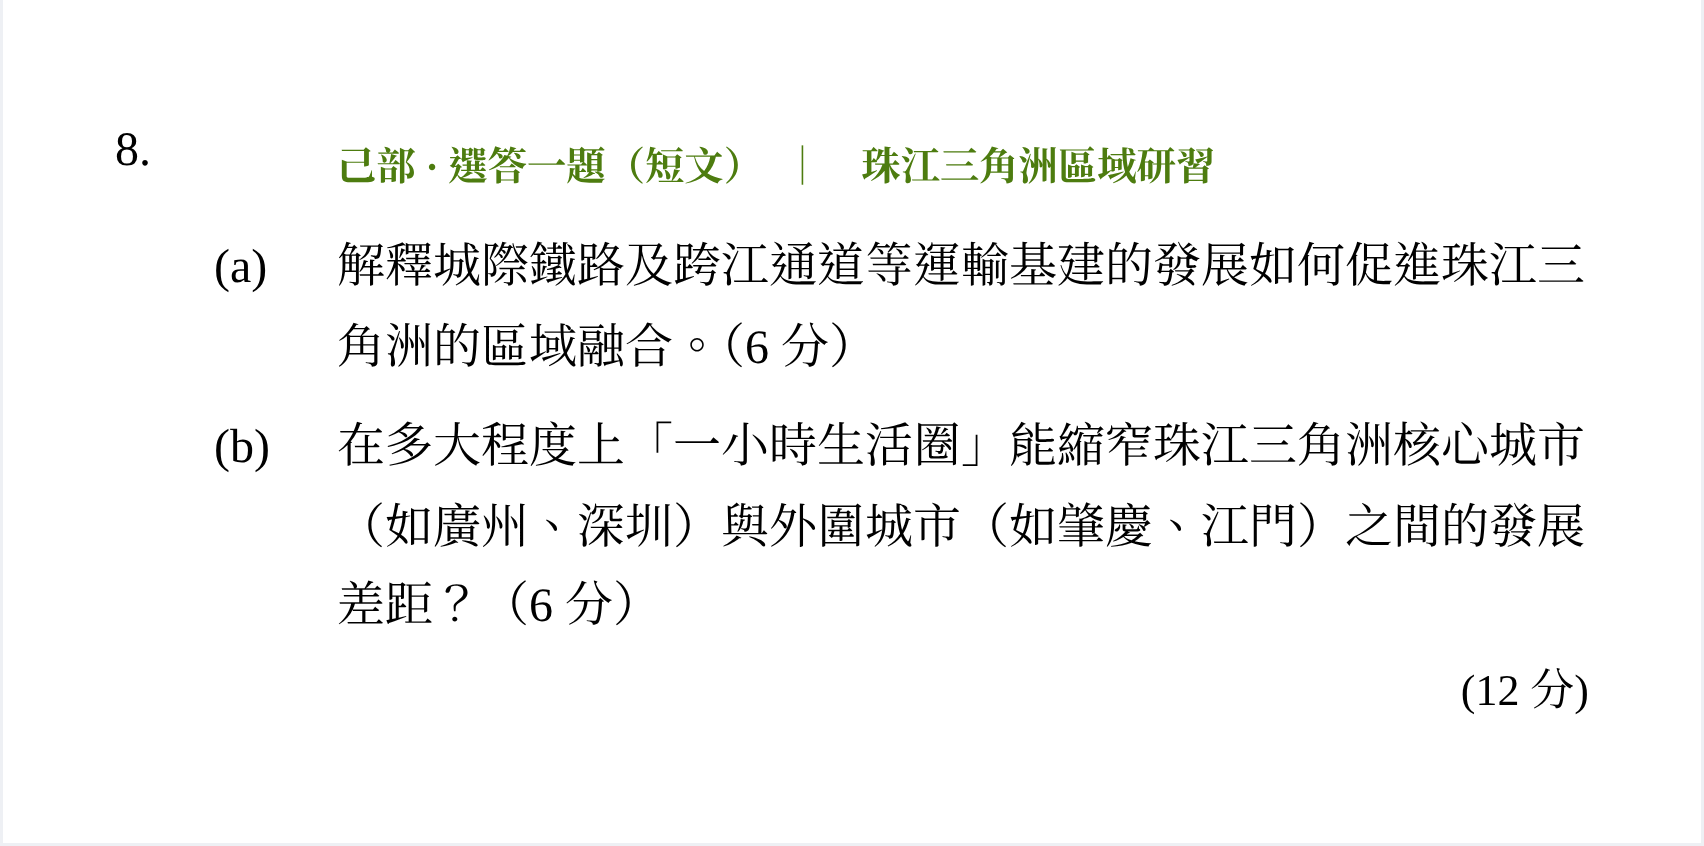 8.
己部 · 選答一題（短文） ｜ 珠江三角洲區域研習
(a) 解釋城際鐵路及跨江通道等運輸基建的發展如何促進珠江三
角洲的區域融合。（6 分）
(b) 在多大程度上「一小時生活圈」能縮窄珠江三角洲核心城市
（如廣州、深圳）與外圍城市（如肇慶、江門）之間的發展
差距？（6 分）
(12 分)